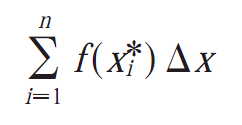 n
∑ f(xᵢ*) Δx
i=1